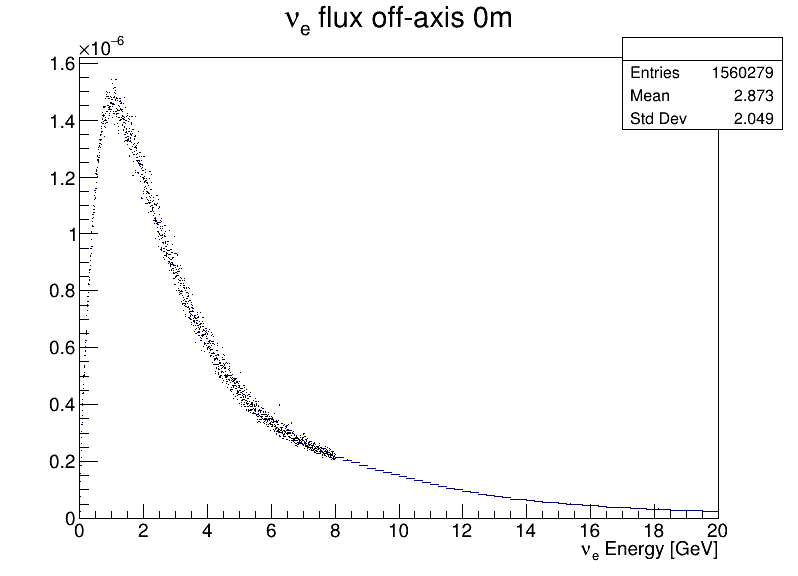 νe flux off-axis 0m
×10−6
Entries 1560279
Mean 2.873
Std Dev 2.049
1.6
1.4
1.2
1
0.8
0.6
0.4
0.2
0
0 2 4 6 8 10 12 14 16 18 20
νe Energy [GeV]